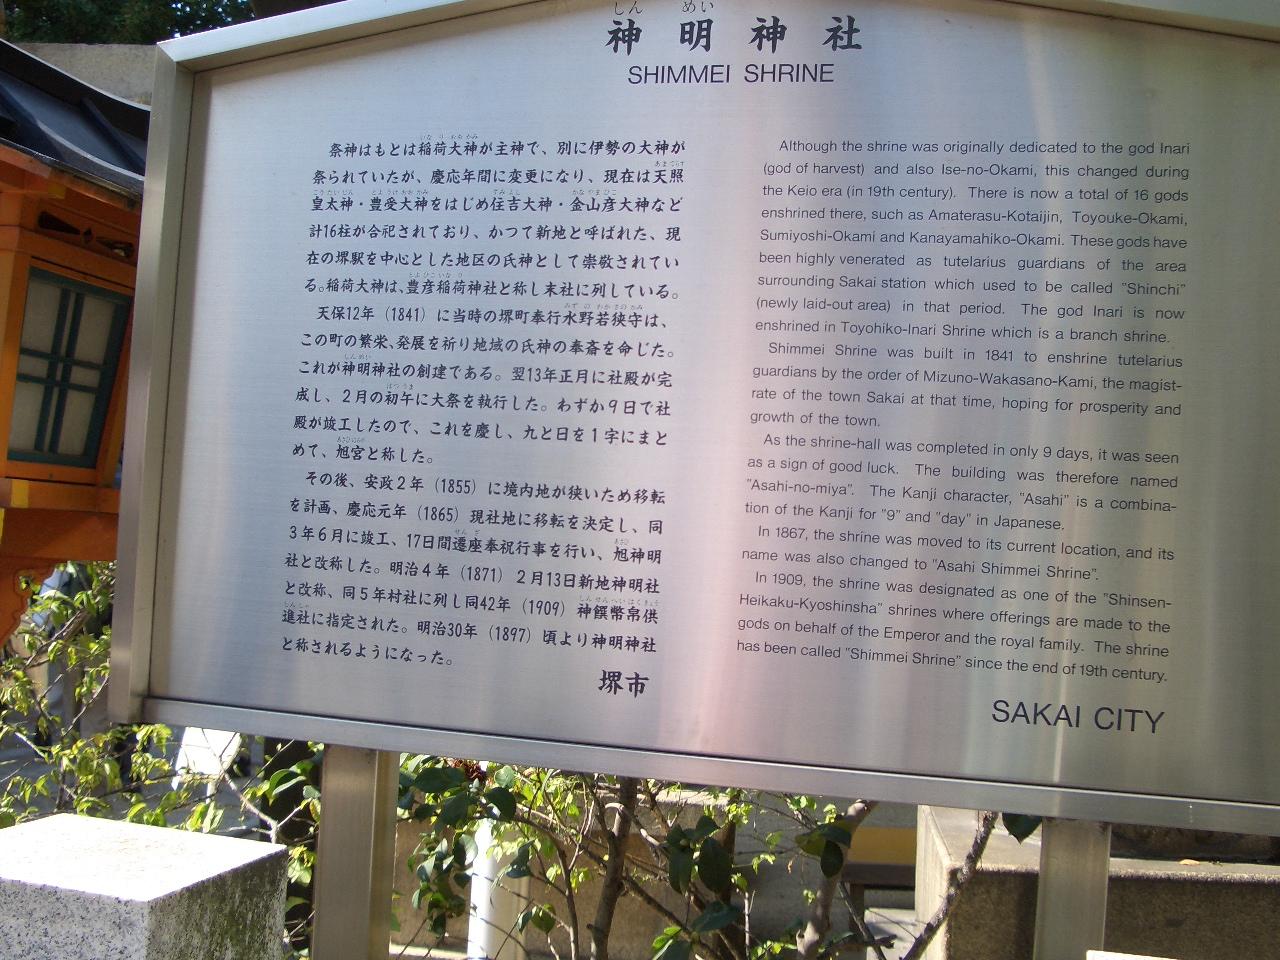 神明神社
SHIMMEI SHRINE
祭神はもとは稲荷大神が主神で、別に伊勢の大神が
祭られていたが、慶応年間に変更になり、現在は天照
皇太神・豊受大神をはじめ住吉大神・金山彦大神など
計16柱が合祀されており、かつて新地と呼ばれた、現
在の堺駅を中心とした地区の氏神として崇敬されてい
る。稲荷大神は、豊彦稲荷神社と称し末社に列している。
天保12年(1841)に当時の堺町奉行水野若狭守は、
この町の繁栄、発展を祈り地域の氏神の奉斎を命じた。
これが神明神社の創建である。翌13年正月に社殿が完
成し、2月の初午に大祭を執行した。わずか9日で社
殿が竣工したので、これを慶し、九と日を1字にまと
めて、旭宮と称した。
その後、安政2年(1855)に境内地が狭いため移転
を計画、慶応元年(1865)現社地に移転を決定し、同
3年6月に竣工、17日間遷座奉祝行事を行い、旭神明
社と改称した。明治4年(1871)2月13日新地神明社
と改称、同5年村社に列し同42年(1909)神饌幣帛供
進社に指定された。明治30年(1897)頃より神明神社
と称されるようになった。
堺市
Although the shrine was originally dedicated to the god Inari
(god of harvest) and also Ise-no-Okami, this changed during
the Keio era (in 19th century). There is now a total of 16 gods
enshrined there, such as Amaterasu-Kotaijin, Toyouke-Okami,
Sumiyoshi-Okami and Kanayamahiko-Okami. These gods have
been highly venerated as tutelarius guardians of the area
surrounding Sakai station which used to be called "Shinchi"
(newly laid-out area) in that period. The god Inari is now
enshrined in Toyohiko-Inari Shrine which is a branch shrine.
Shimmei Shrine was built in 1841 to enshrine tutelarius
guardians by the order of Mizuno-Wakasano-Kami, the magist-
rate of the town Sakai at that time, hoping for prosperity and
growth of the town.
As the shrine-hall was completed in only 9 days, it was seen
as a sign of good luck. The building was therefore named
"Asahi-no-miya". The Kanji character, "Asahi" is a combina-
tion of the Kanji for "9" and "day" in Japanese.
In 1867, the shrine was moved to its current location, and its
name was also changed to "Asahi Shimmei Shrine".
In 1909, the shrine was designated as one of the "Shinsen-
Heikaku-Kyoshinsha" shrines where offerings are made to the
gods on behalf of the Emperor and the royal family. The shrine
has been called "Shimmei Shrine" since the end of 19th century.
SAKAI CITY